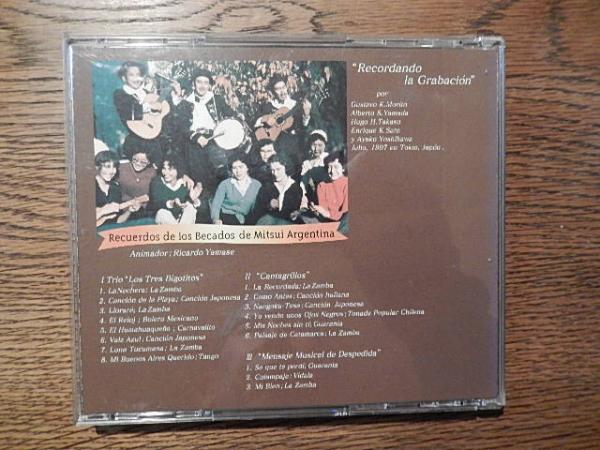 "Recordando
la Grabación"
por
Gustavo K.Morita
Alberto S.Yamada
Hugo H.Takano
Enrique K.Sato
y Ayako Yoshikawa
Julio, 1997 en Tokio, Japón.
Recuerdos de los Becados de Mitsui Argentina
Animador; Ricardo Yamase
I Trio "Los Tres Bigotitos"
1. La Nochera; La Zamba
2. Canción de la Playa; Canción Japonesa
3. Lloraré; La Zamba
4. El Reloj; Bolero Mexicano
5. El Humahuaqueño; Carnavalito
6. Vals Azul; Canción Japonesa
7. Luna Tucumana; La Zamba
8. Mi Buenos Aires Querido; Tango
II "Cantagrillos"
1. La Recordada; La Zamba
2. Como Antes; Canción Italiana
3. Canción Japonesa
4. Yo vendo unos Ojos Negros; Tonada Popular Chilena
5. Mis Noches sin ti; Guarania
6. Paisaje de Catamarca; La Zamba
III "Mensaje Musical de Despedida"
1. Se que te perdí; Guarania
2. Vidala
3. Mi Bien; La Zamba